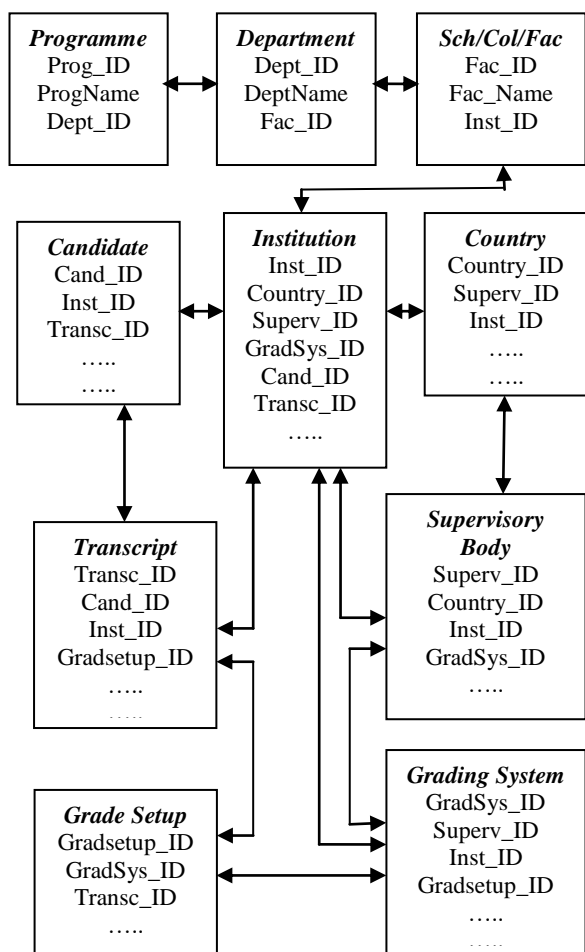 Programme
Prog_ID
ProgName
Dept_ID
Department
Dept_ID
DeptName
Fac_ID
Sch/Col/Fac
Fac_ID
Fac_Name
Inst_ID
Candidate
Cand_ID
Inst_ID
Transc_ID
…..
…..
Institution
Inst_ID
Country_ID
Superv_ID
GradSys_ID
Cand_ID
Transc_ID
…..
Country
Country_ID
Superv_ID
Inst_ID
…..
…..
Transcript
Transc_ID
Cand_ID
Inst_ID
Gradsetup_ID
…..
…..
Supervisory
Body
Superv_ID
Country_ID
Inst_ID
GradSys_ID
…..
Grade Setup
Gradsetup_ID
GradSys_ID
Transc_ID
…..
Grading System
GradSys_ID
Superv_ID
Inst_ID
Gradsetup_ID
…..
…..